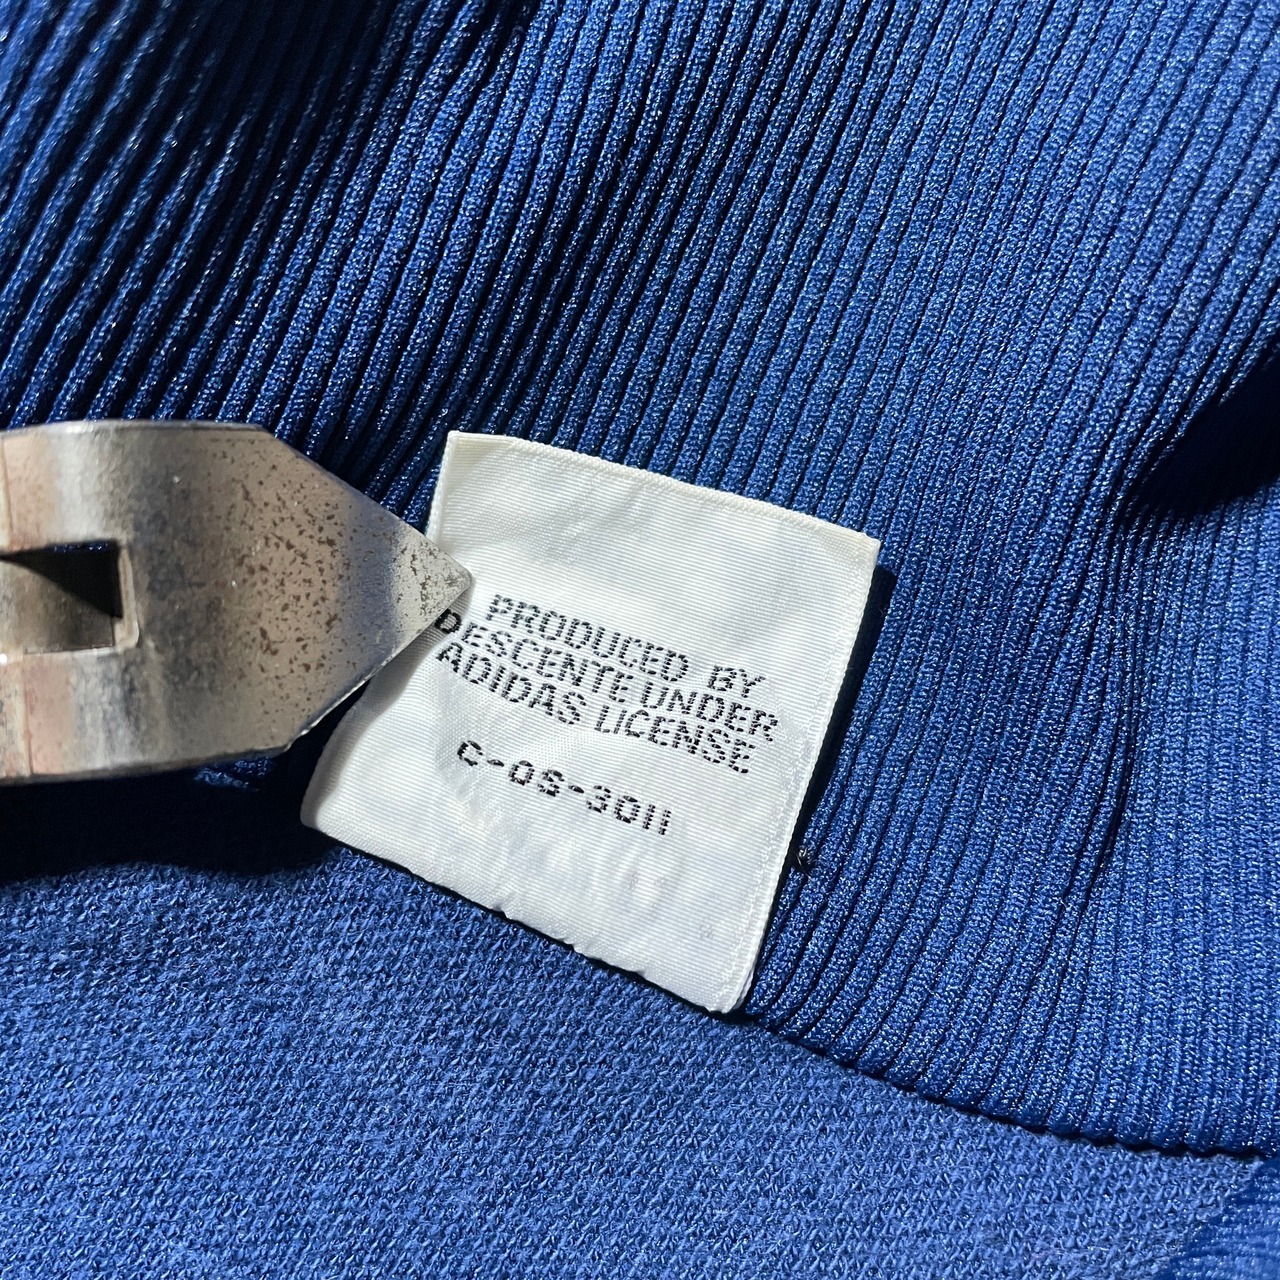 PRODUCED BY
DESCENTE UNDER
ADIDAS LICENSE
C-OS-3011